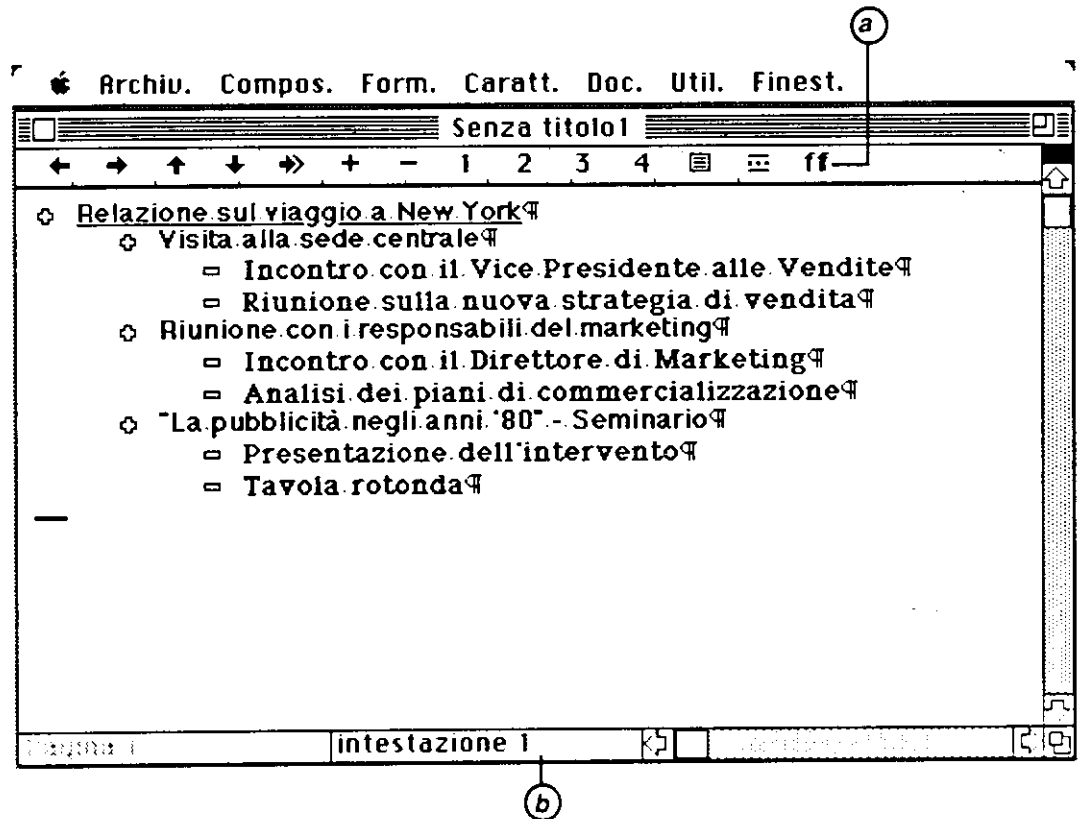 a
Archiv. Compos. Form. Caratt. Doc. Util. Finest.
Senza titolo1
1 2 3 4 ff
Relazione sul viaggio a New York¶
Visita alla sede centrale¶
Incontro con il Vice Presidente alle Vendite¶
Riunione sulla nuova strategia di vendita¶
Riunione con i responsabili del marketing¶
Incontro con il Direttore di Marketing¶
Analisi dei piani di commercializzazione¶
"La pubblicità negli anni '80" - Seminario¶
Presentazione dell'intervento¶
Tavola rotonda¶
Pagina 1 intestazione 1
b